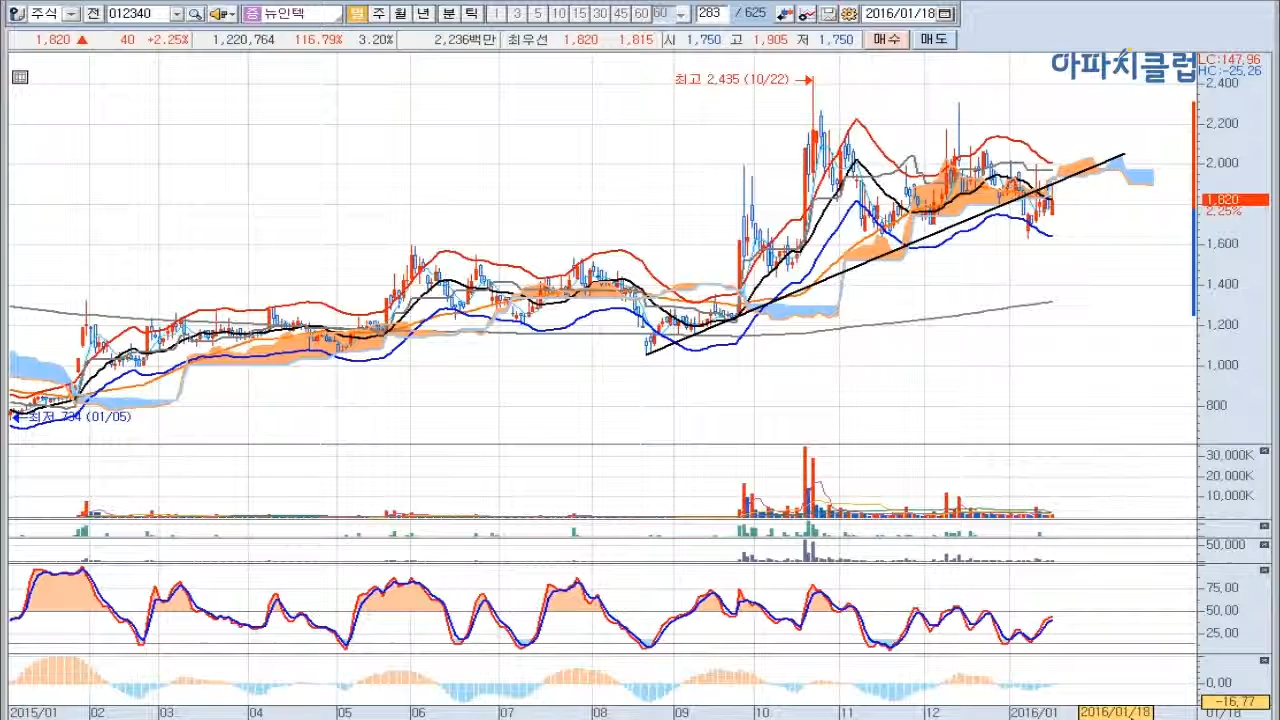 주식 전 012340 증 뉴인텍 일 주 월 년 분 틱 1 3 5 10 15 30 45 60 60 283 / 625 2016/01/18
1,820 ▲ 40 +2.25% 1,220,764 116.79% 3.20% 2,236백만 최우선 1,820 1,815 시 1,750 고 1,905 저 1,750 매수 매도
아파치클럽
LC:147.96
HC:-25.26
최고 2,435 (10/22)
2,400
2,200
2,000
1,820
2.25%
1,600
1,400
1,200
1,000
800
최저 734 (01/05)
30,000K
20,000K
10,000K
50,000
75.00
50.00
25.00
0.00
-16.77
2015/01 02 03 04 05 06 07 08 09 10 11 12 2016/01 2016/01/18